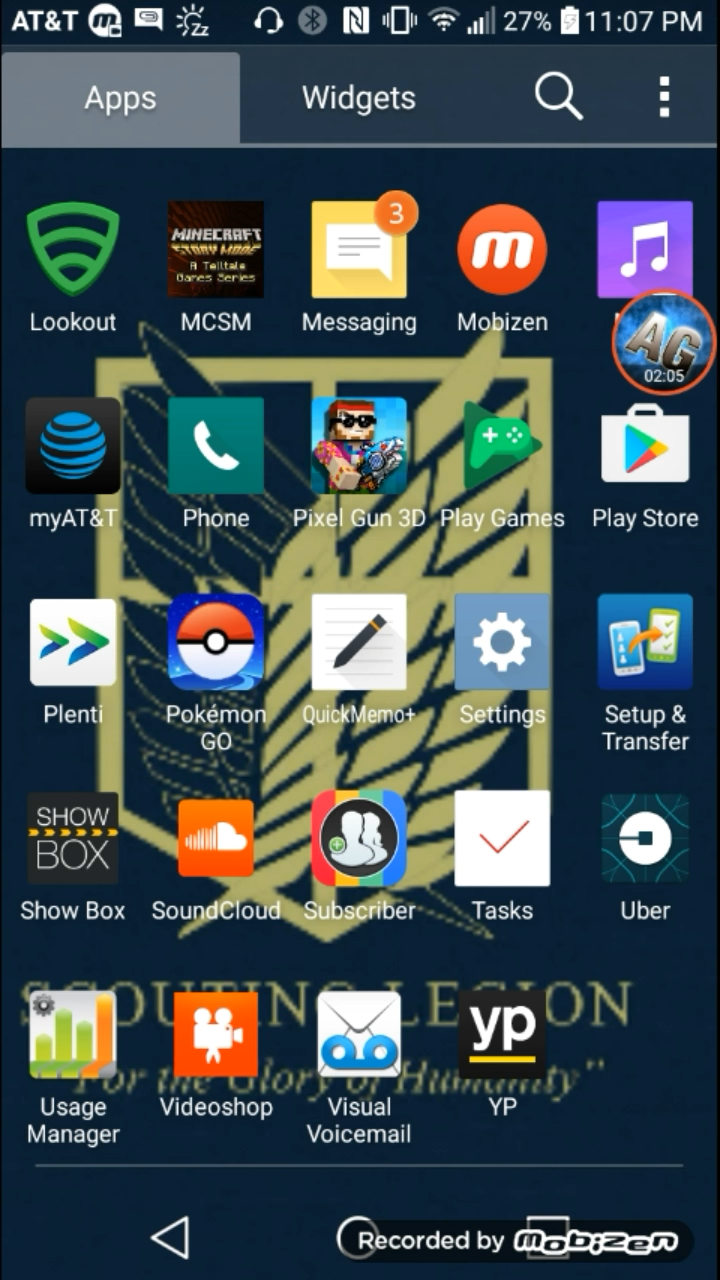 AT&T 27% 11:07 PM
Apps Widgets
MINECRAFT
STORY MODE
A Telltale
Games Series
3
Lookout MCSM Messaging Mobizen
AG
02:05
myAT&T Phone Pixel Gun 3D Play Games Play Store
Plenti Pokémon GO QuickMemo+ Settings Setup & Transfer
SHOW
BOX
Show Box SoundCloud Subscriber Tasks Uber
SCOUTING LEGION
yp
"For the Glory of Humanity"
Usage Manager Videoshop Visual Voicemail YP
Recorded by mobizen